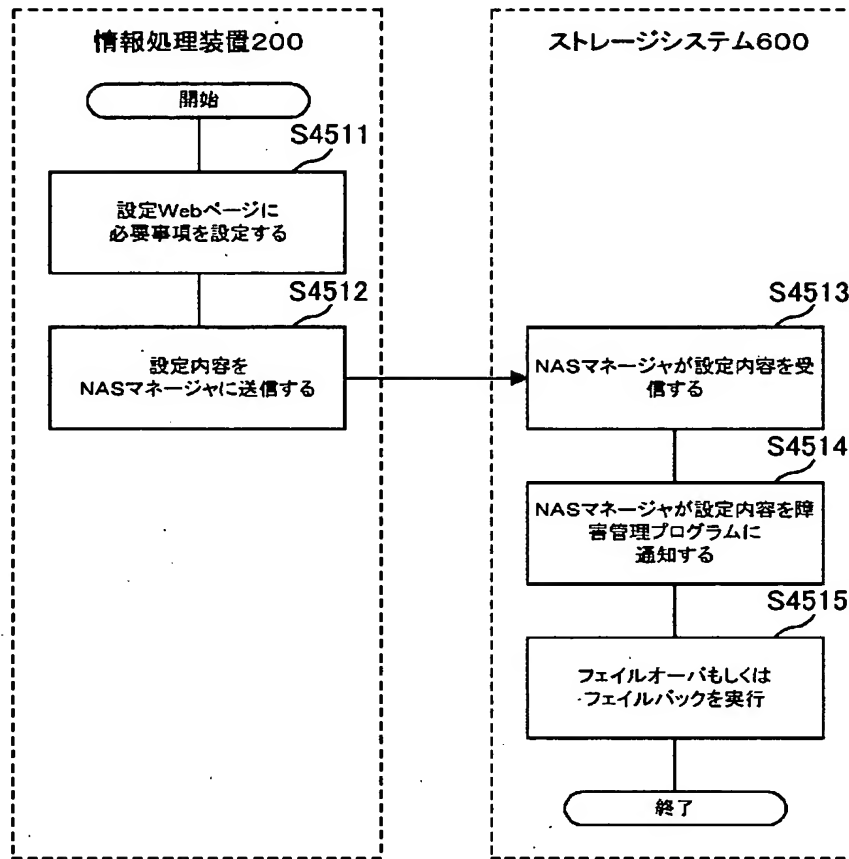 情報処理装置200
開始
S4511
設定Webページに
必要事項を設定する
S4512
設定内容を
NASマネージャに送信する
ストレージシステム600
S4513
NASマネージャが設定内容を受
信する
S4514
NASマネージャが設定内容を障
害管理プログラムに
通知する
S4515
フェイルオーバもしくは
フェイルバックを実行
終了